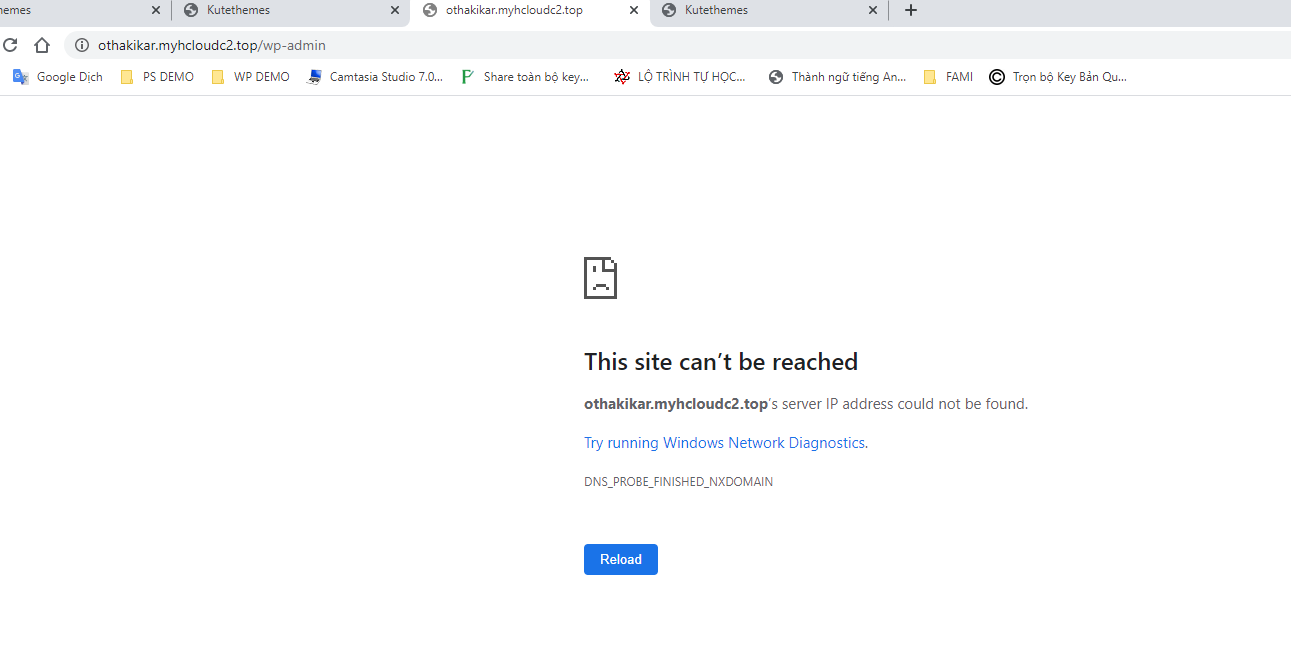 hemes
Kutethemes
othakikar.myhcloudc2.top
Kutethemes
othakikar.myhcloudc2.top/wp-admin
Google Dịch PS DEMO WP DEMO Camtasia Studio 7.0... Share toàn bộ key... LỘ TRÌNH TỰ HỌC... Thành ngữ tiếng An... FAMI Trọn bộ Key Bản Qu...
This site can’t be reached
othakikar.myhcloudc2.top’s server IP address could not be found.
Try running Windows Network Diagnostics.
DNS_PROBE_FINISHED_NXDOMAIN
Reload